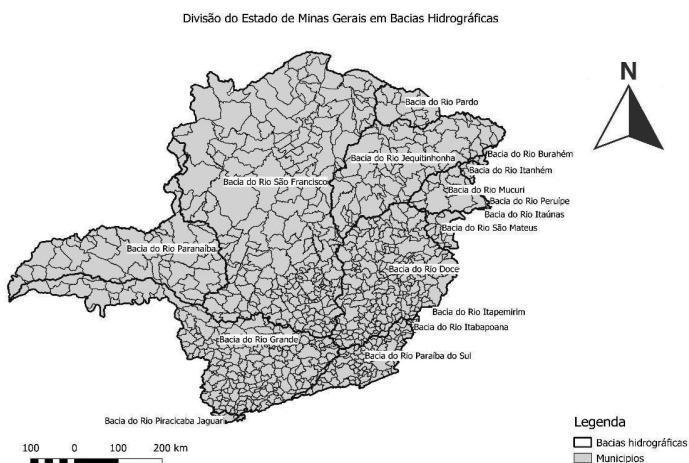 Divisão do Estado de Minas Gerais em Bacias Hidrográficas
N
Bacia do Rio Pardo
Bacia do Rio Burahém
Bacia do Rio Jequitinhonha
Bacia do Rio Itanhém
Bacia do Rio São Francisco
Bacia do Rio Mucuri
Bacia do Rio Peruípe
Bacia do Rio Itaúnas
Bacia do Rio São Mateus
Bacia do Rio Paranaíba
Bacia do Rio Doce
Bacia do Rio Itapemirim
Bacia do Rio Itabapoana
Bacia do Rio Grande
Bacia do Rio Paraíba do Sul
Bacia do Rio Piracicaba Jaguari
Legenda
Bacias hidrográficas
Municipios
100 0 100 200 km